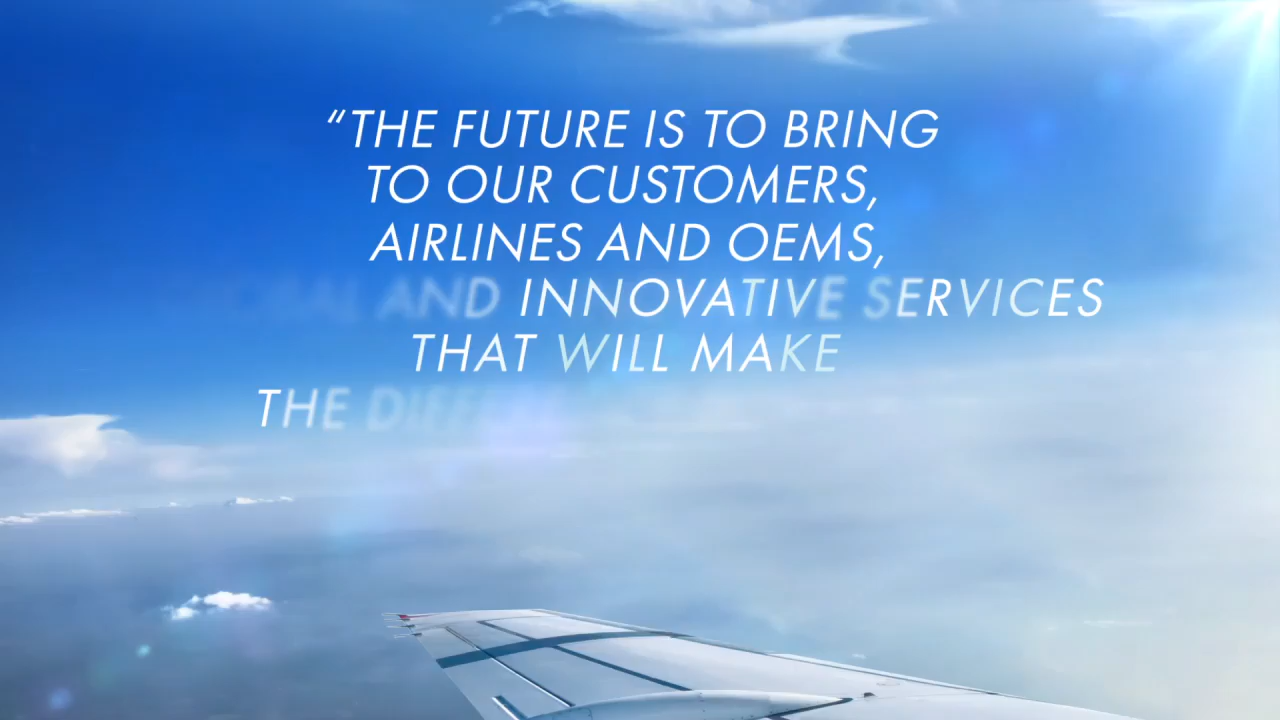 “THE FUTURE IS TO BRING
TO OUR CUSTOMERS,
AIRLINES AND OEMS,
AND INNOVATIVE SERVICES
THAT WILL MAKE
THE